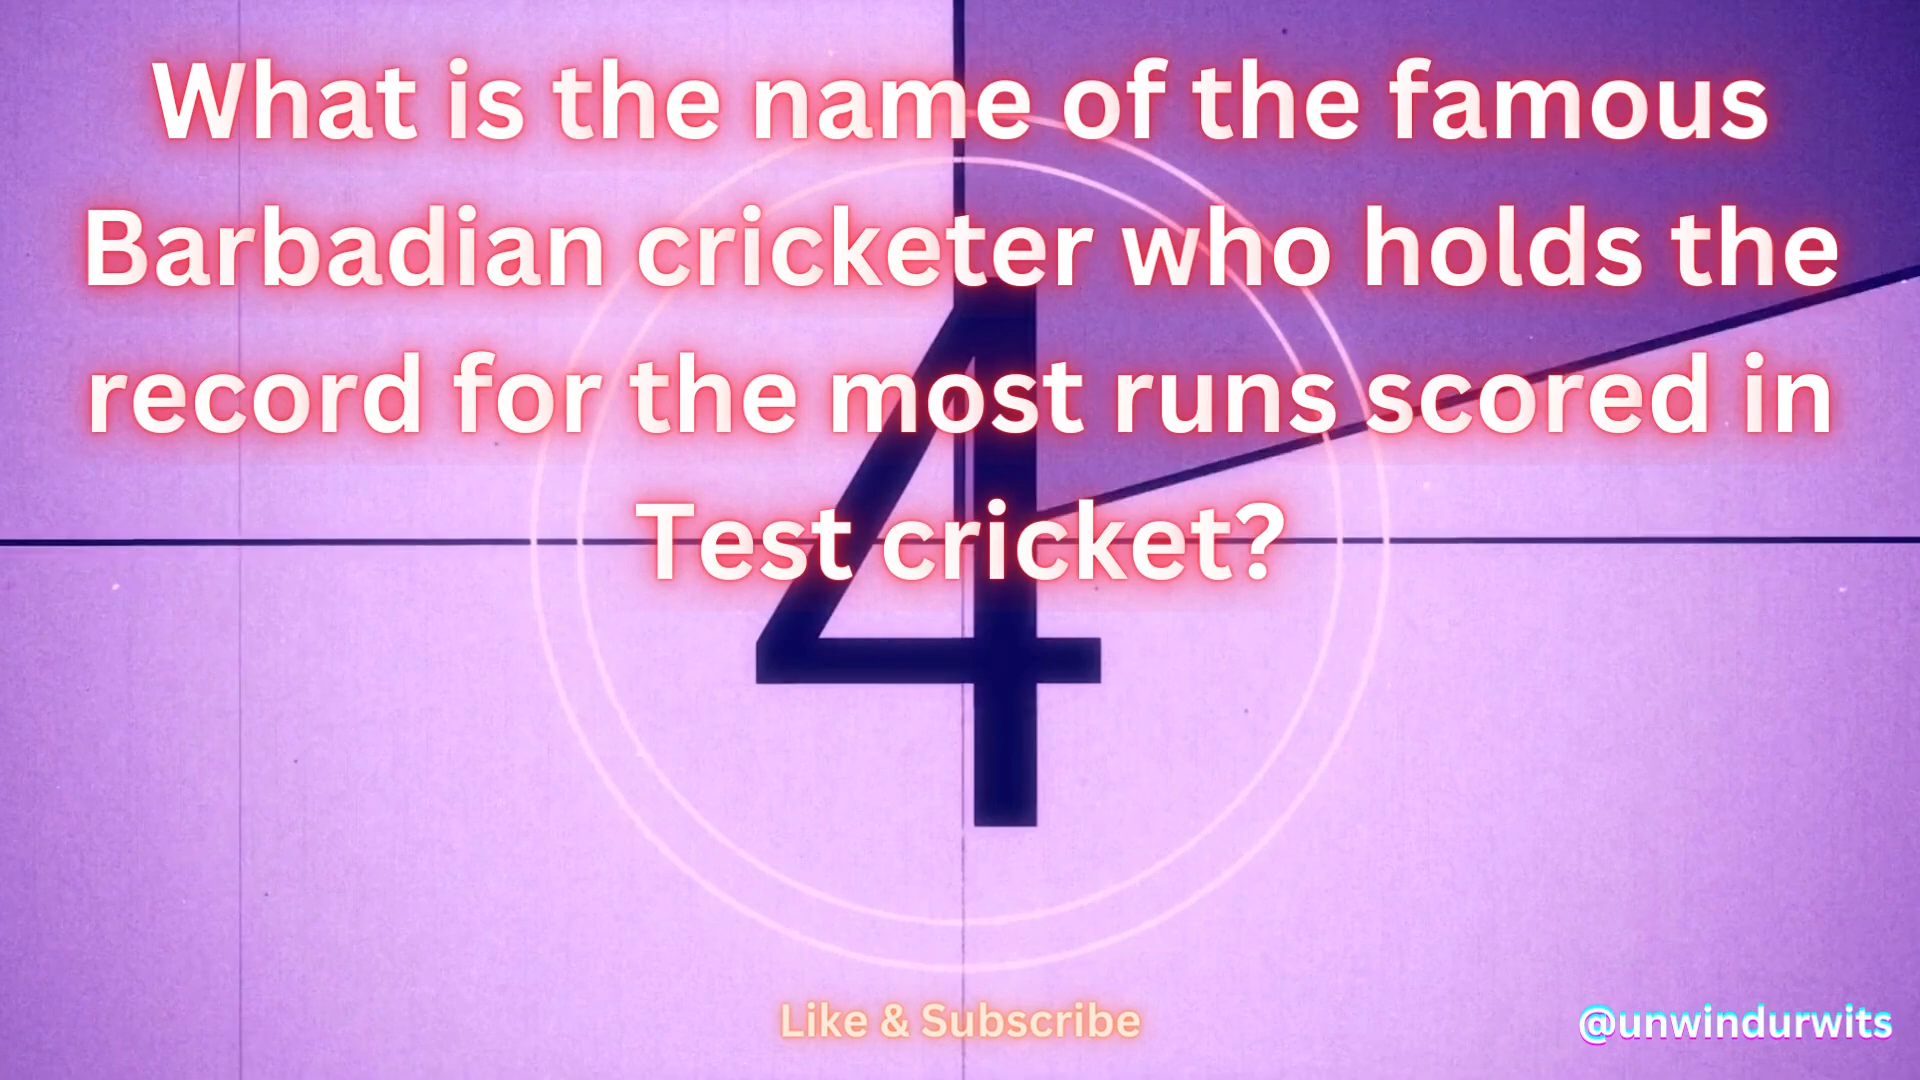 What is the name of the famous
Barbadian cricketer who holds the
record for the most runs scored in
Test cricket?
4
Like & Subscribe
@unwindurwits